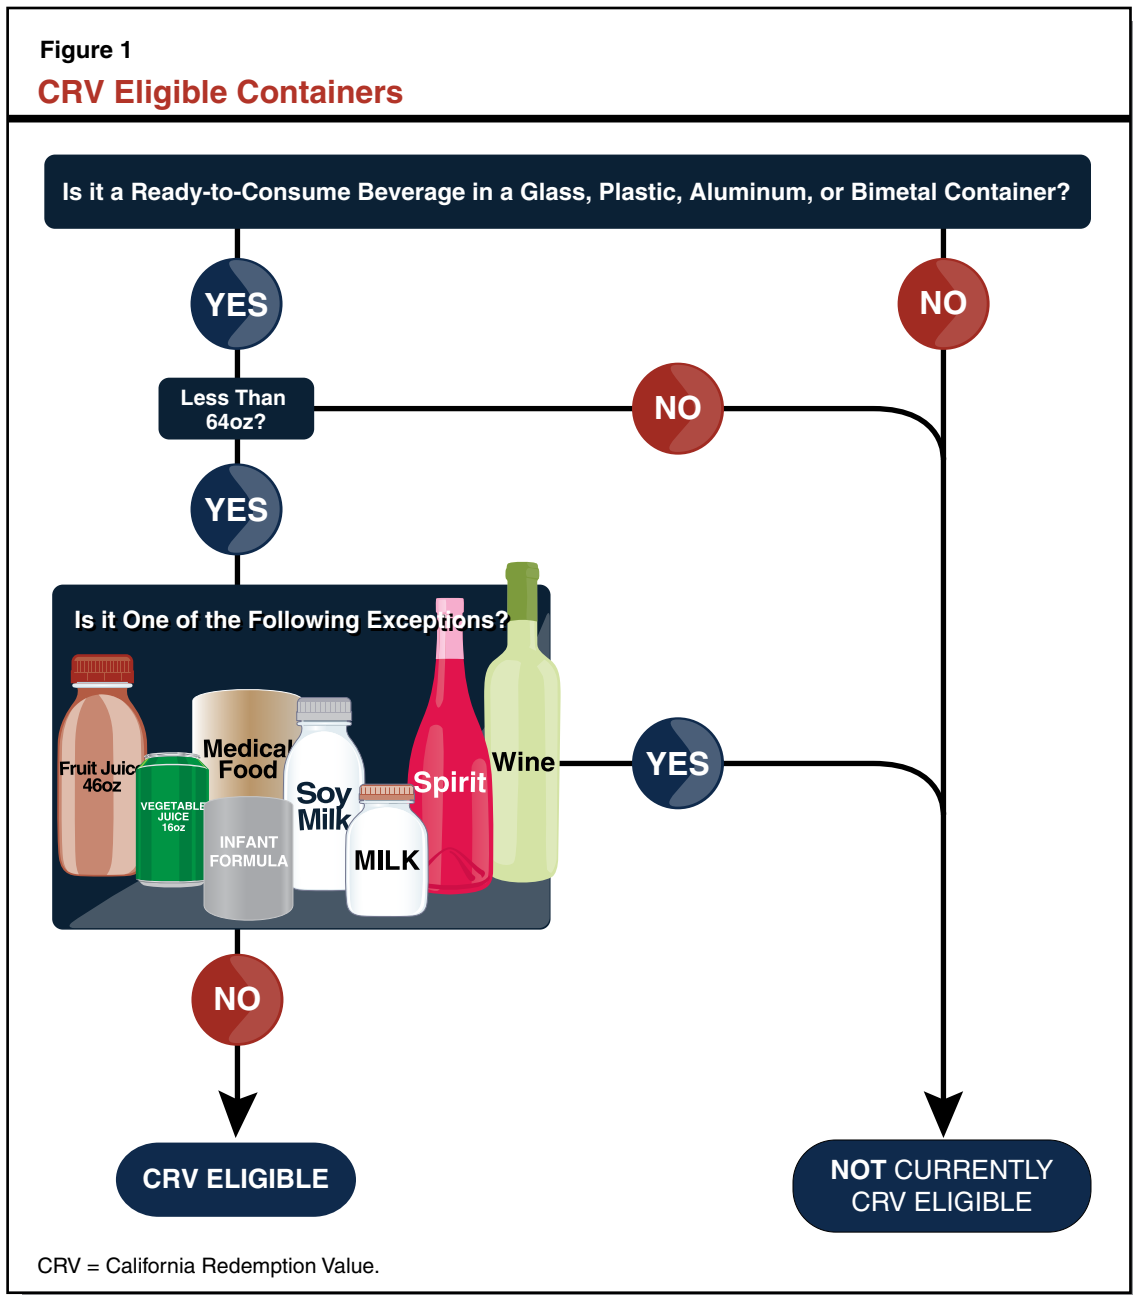 Figure 1
CRV Eligible Containers
Is it a Ready-to-Consume Beverage in a Glass, Plastic, Aluminum, or Bimetal Container?
YES
NO
Less Than
64oz?
NO
YES
Is it One of the Following Exceptions?
Fruit Juice
46oz
VEGETABLE
JUICE
16oz
Medical
Food
INFANT
FORMULA
Soy
Milk
MILK
Spirit
Wine
YES
NO
CRV ELIGIBLE
NOT CURRENTLY
CRV ELIGIBLE
CRV = California Redemption Value.